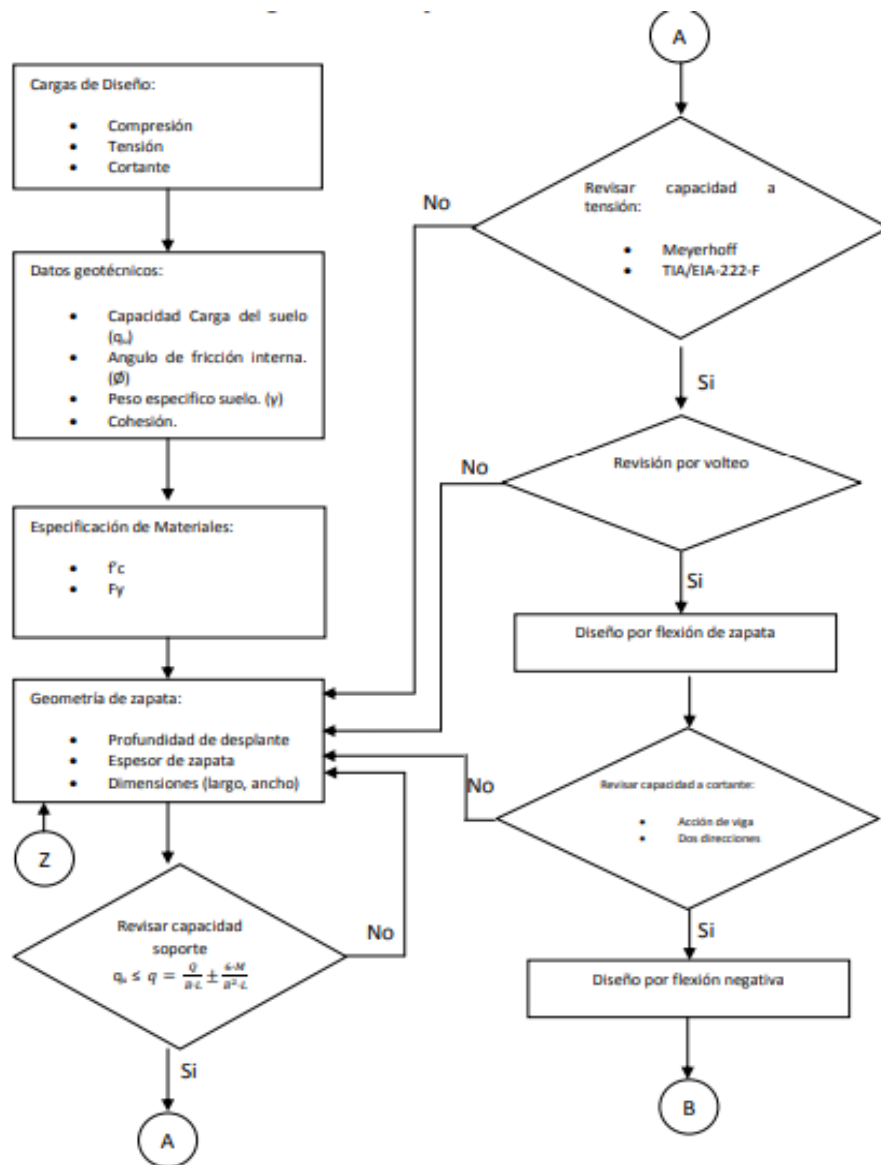 Cargas de Diseño:
• Compresión
• Tensión
• Cortante
Datos geotécnicos:
• Capacidad Carga del suelo
(qᵤ)
• Angulo de fricción interna.
(Ø)
• Peso especifico suelo. (γ)
• Cohesión.
Especificación de Materiales:
• f'c
• Fy
Geometría de zapata:
• Profundidad de desplante
• Espesor de zapata
• Dimensiones (largo, ancho)
Z
Revisar capacidad
soporte
qᵤ ≤ q = Q/B·L ± 6·M/B²·L
No
Si
A
A
Revisar capacidad a
tensión:
• Meyerhoff
• TIA/EIA-222-F
No
Si
Revisión por volteo
No
Si
Diseño por flexión de zapata
Revisar capacidad a cortante:
• Acción de viga
• Dos direcciones
No
Si
Diseño por flexión negativa
B